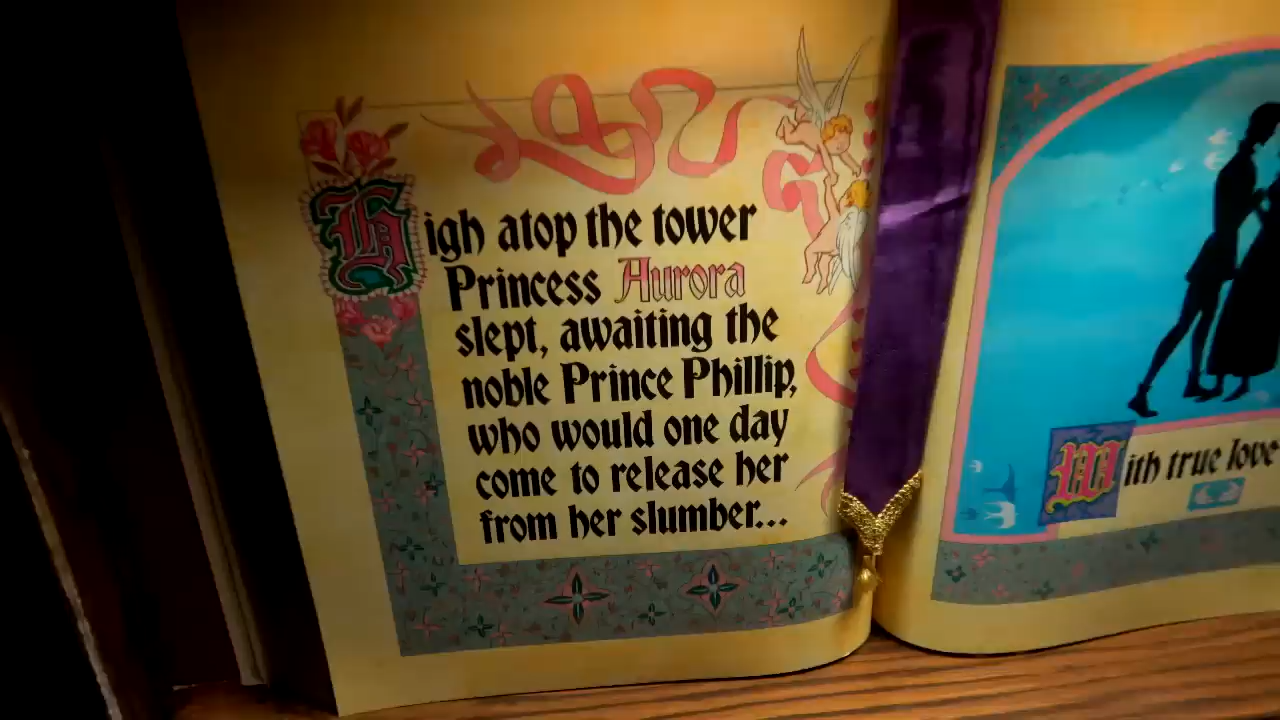 High atop the tower
Princess Aurora
slept, awaiting the
noble Prince Phillip,
who would one day
come to release her
from her slumber...
With true love